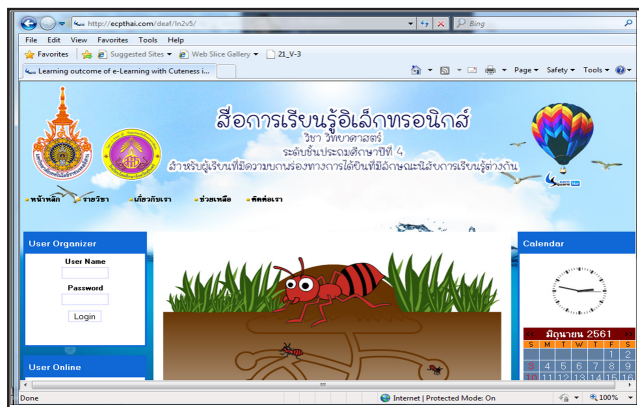 http://ecpthai.com/deaf/ln2v5/
Bing
File Edit View Favorites Tools Help
Favorites Suggested Sites Web Slice Gallery 21_V-3
Learning outcome of e-Learning with Cuteness i...
Page Safety Tools
สื่อการเรียนรู้อิเล็กทรอนิกส์
วิชา วิทยาศาสตร์
ระดับชั้นประถมศึกษาปีที่ 4
สำหรับผู้เรียนที่มีความบกพร่องทางการได้ยินที่มีลักษณะนิสัยการเรียนรู้ต่างกัน
หน้าหลัก รายวิชา เกี่ยวกับเรา ช่วยเหลือ ติดต่อเรา
User Organizer
User Name
Password
Login
User Online
Calendar
มิถุนายน 2561
S M T W T F S
1 2
3 4 5 6 7 8 9
10 11 12 13 14 15 16
Done
Internet | Protected Mode: On
100%